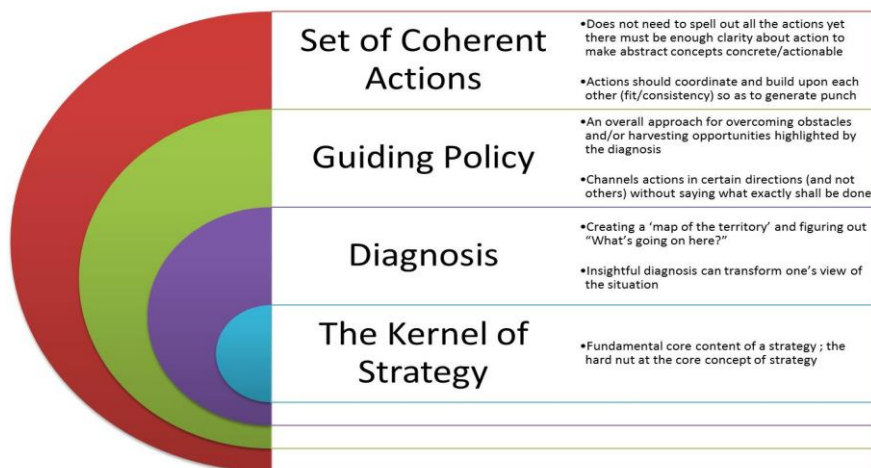 Set of Coherent
Actions
•Does not need to spell out all the actions yet
there must be enough clarity about action to
make abstract concepts concrete/actionable
•Actions should coordinate and build upon each
other (fit/consistency) so as to generate punch
Guiding Policy
•An overall approach for overcoming obstacles
and/or harvesting opportunities highlighted by
the diagnosis
•Channels actions in certain directions (and not
others) without saying what exactly shall be done
Diagnosis
•Creating a ‘map of the territory’ and figuring out
“What’s going on here?”
•Insightful diagnosis can transform one’s view of
the situation
The Kernel of
Strategy
•Fundamental core content of a strategy ; the
hard nut at the core concept of strategy